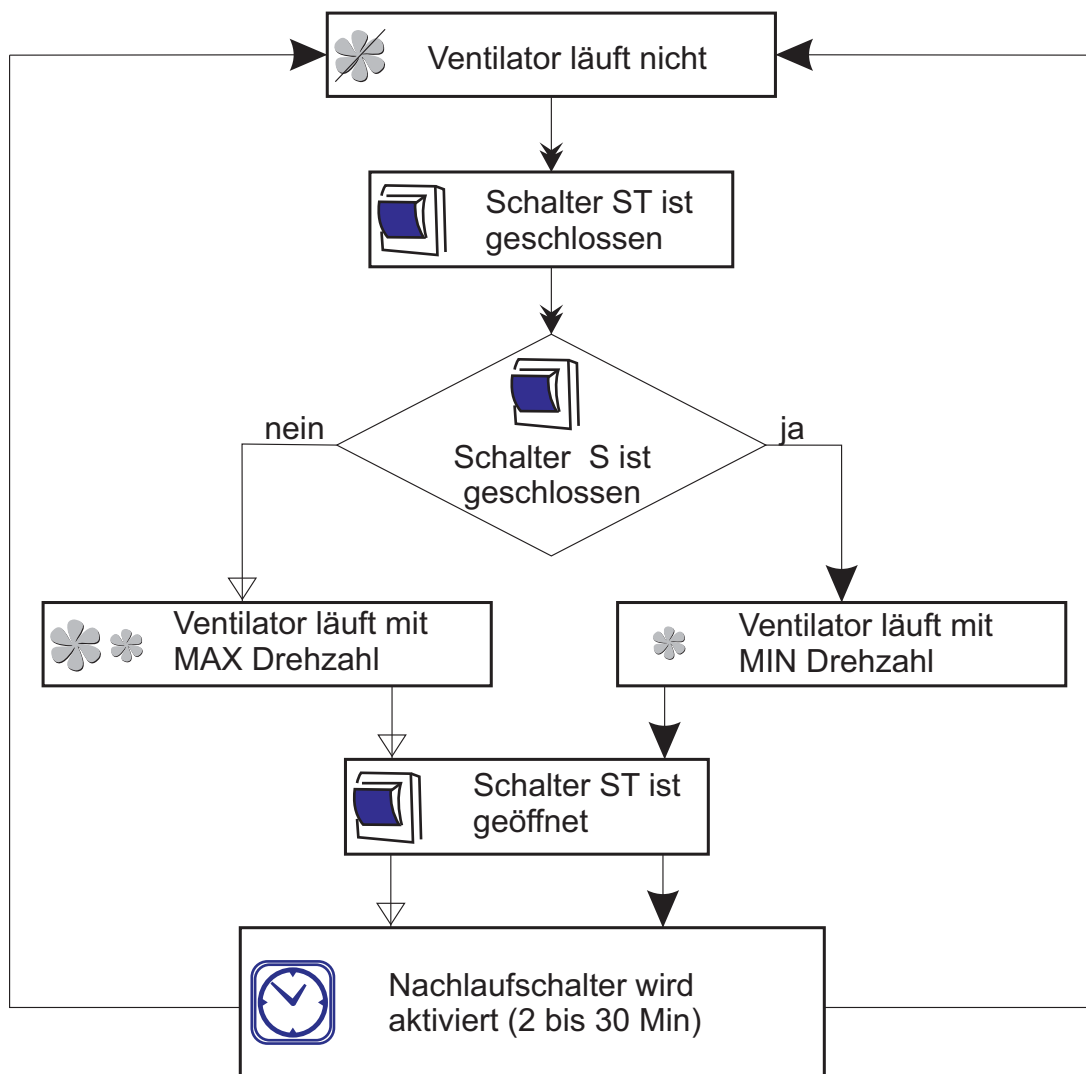 Ventilator läuft nicht
Schalter ST ist
geschlossen
nein
ja
Schalter S ist
geschlossen
Ventilator läuft mit
MAX Drehzahl
Ventilator läuft mit
MIN Drehzahl
Schalter ST ist
geöffnet
Nachlaufschalter wird
aktiviert (2 bis 30 Min)